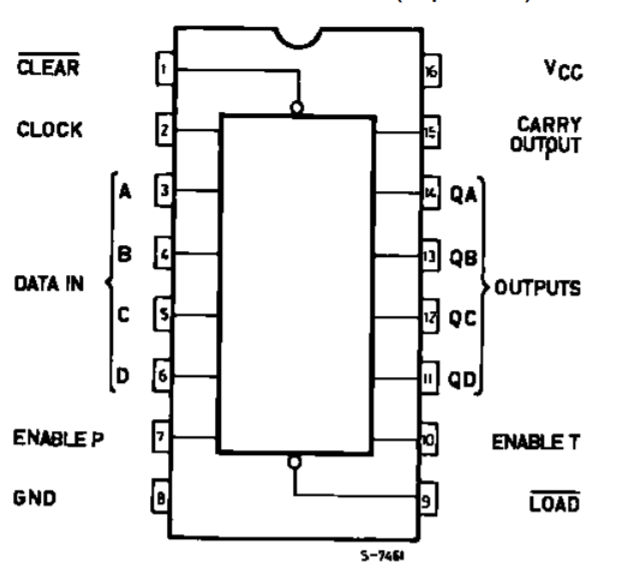 CLEAR 1
CLOCK 2
A 3
B 4
DATA IN
C 5
D 6
ENABLE P 7
GND 8
16 VCC
15 CARRY
OUTPUT
14 QA
13 QB
OUTPUTS
12 QC
11 QD
10 ENABLE T
9 LOAD
S-7461